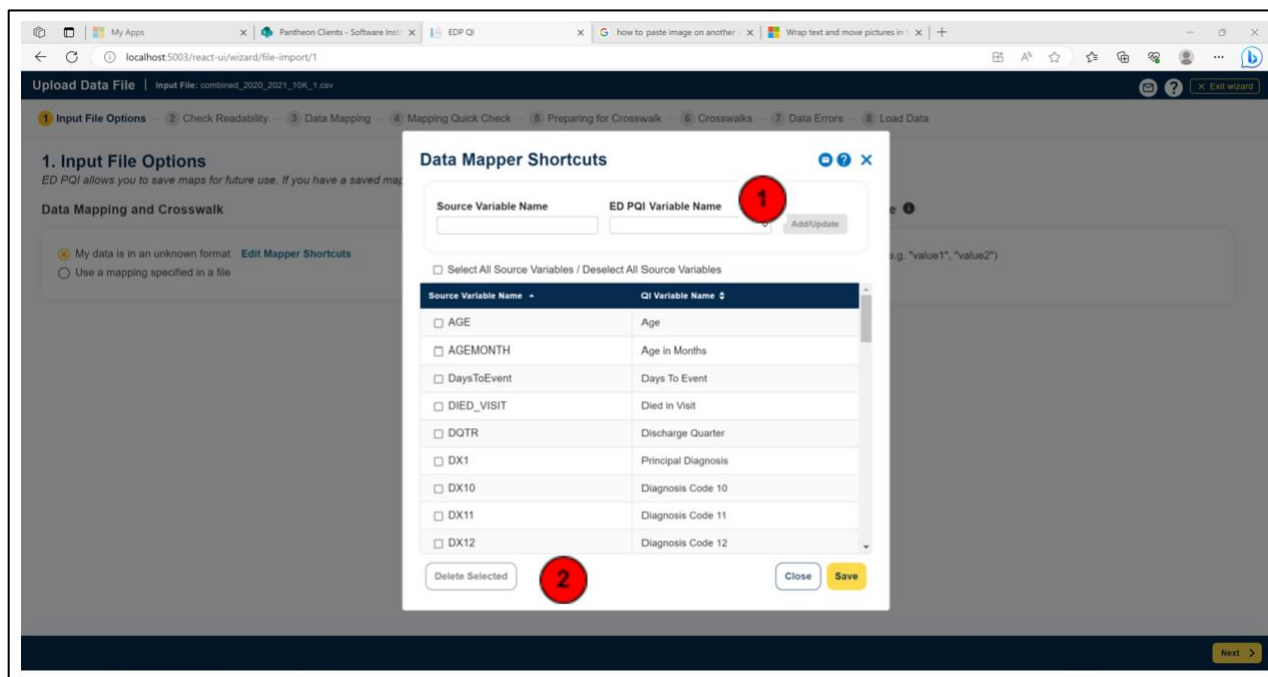 My Apps
Pantheon Clients - Software Inst
EDP QI
how to paste image on another
Wrap text and move pictures in
localhost:5003/react-ui/wizard/file-import/1
Upload Data File | Input File: combined_2020_2021_10K_1.csv
Exit wizard
1 Input File Options
2 Check Readability
3 Data Mapping
4 Mapping Quick Check
5 Preparing for Crosswalk
6 Crosswalks
7 Data Errors
8 Load Data
1. Input File Options
ED PQI allows you to save maps for future use. If you have a saved map
Data Mapping and Crosswalk
My data is in an unknown format Edit Mapper Shortcuts
Use a mapping specified in a file
e.g. "value1", "value2")
Data Mapper Shortcuts
Source Variable Name
ED PQI Variable Name
1
Add/Update
Select All Source Variables / Deselect All Source Variables
Source Variable Name QI Variable Name
AGE Age
AGEMONTH Age in Months
DaysToEvent Days To Event
DIED_VISIT Died in Visit
DQTR Discharge Quarter
DX1 Principal Diagnosis
DX10 Diagnosis Code 10
DX11 Diagnosis Code 11
DX12 Diagnosis Code 12
Delete Selected
2
Close
Save
Next